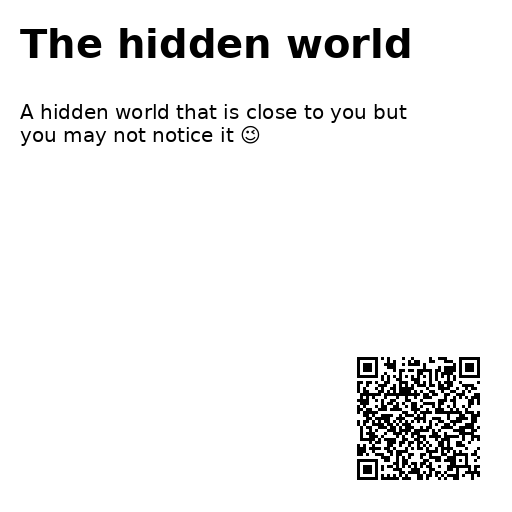 The hidden world
A hidden world that is close to you but
you may not notice it 😉